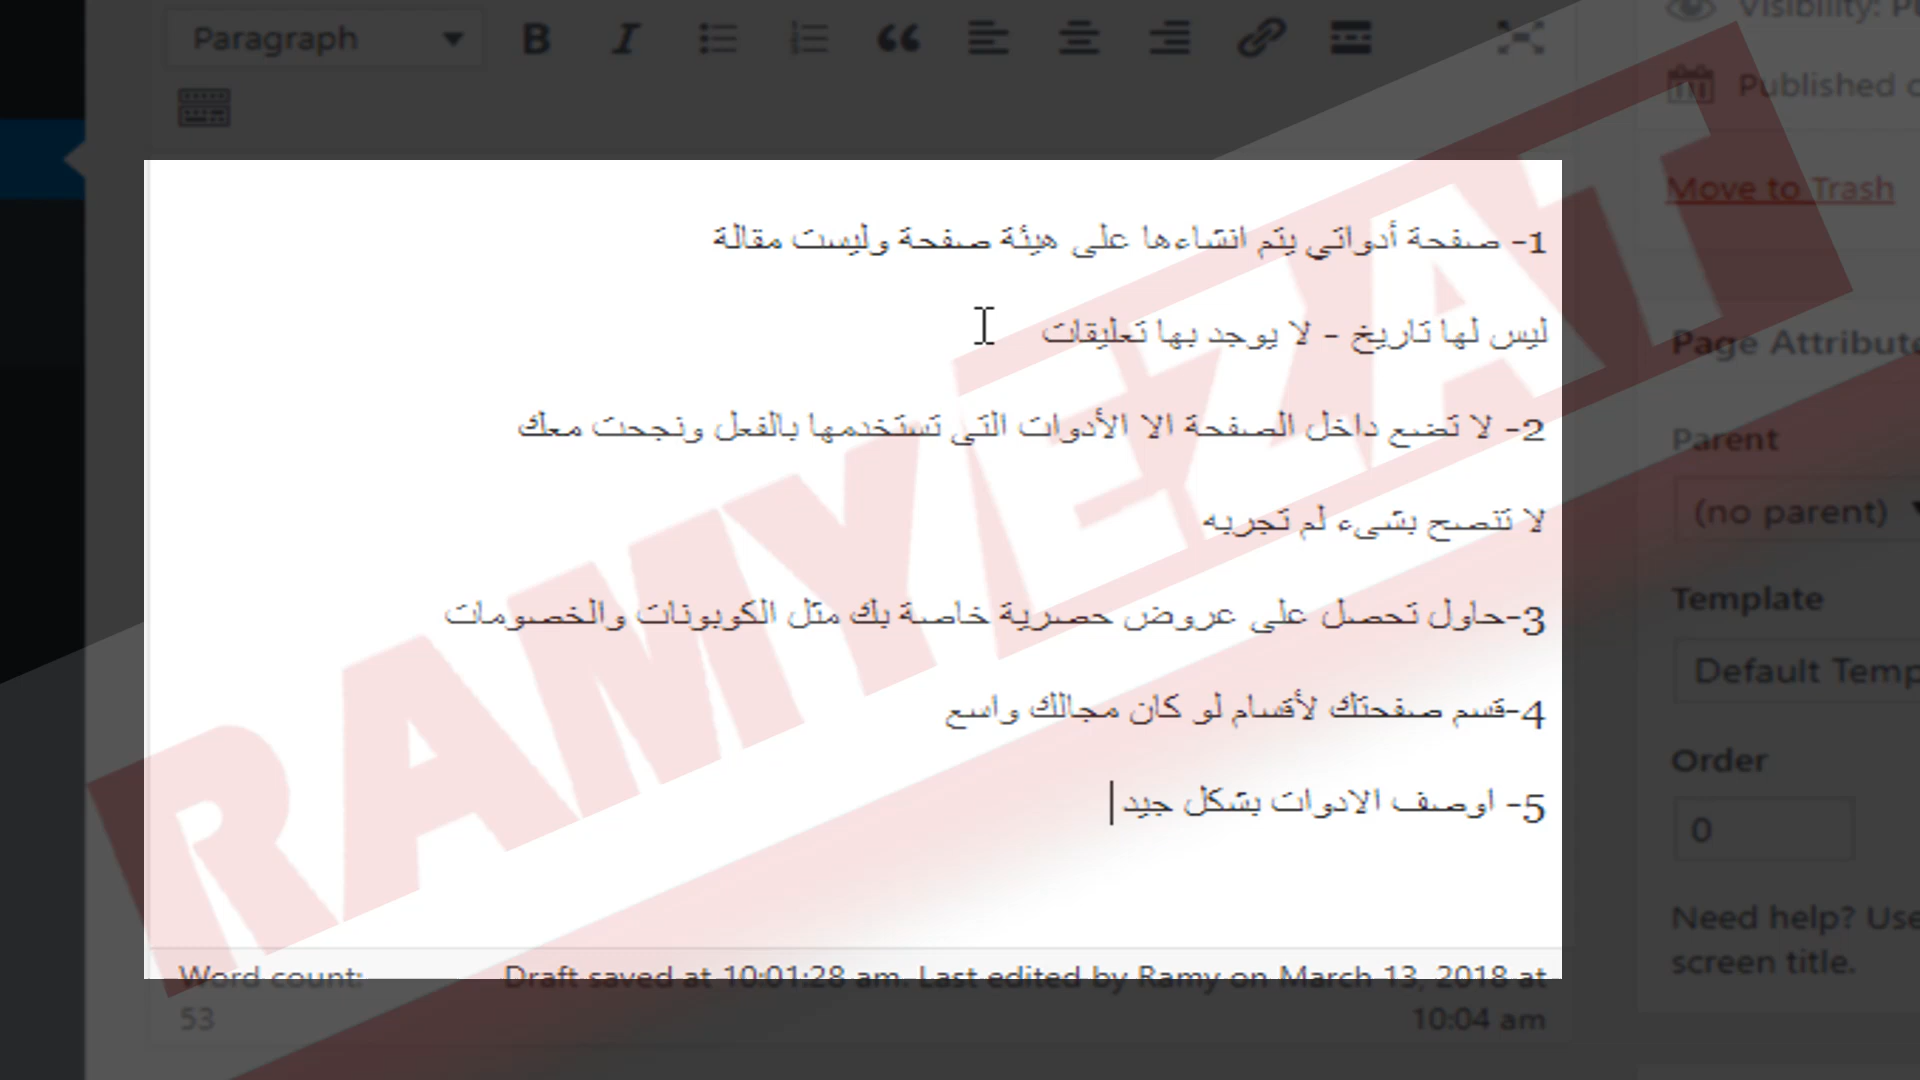 Paragraph
Visibility: Pu
Published o
Move to Trash
1- صفحة أدواتي يتم انشاءها على هيئة صفحة وليست مقالة
ليس لها تاريخ - لا يوجد بها تعليقات
2- لا تضع داخل الصفحة الا الأدوات التى تستخدمها بالفعل ونجحت معك
لا تنصح بشىء لم تجربه
3-حاول تحصل على عروض حصرية خاصة بك مثل الكوبونات والخصومات
4-قسم صفحتك لأقسام لو كان مجالك واسع
5- اوصف الادوات بشكل جيد
Word count: 53
Draft saved at 10:01:28 am. Last edited by Ramy on March 13, 2018 at
10:04 am
Page Attribute
Parent
(no parent)
Template
Default Temp
Order
0
Need help? Use
screen title.
RAMYEZAT